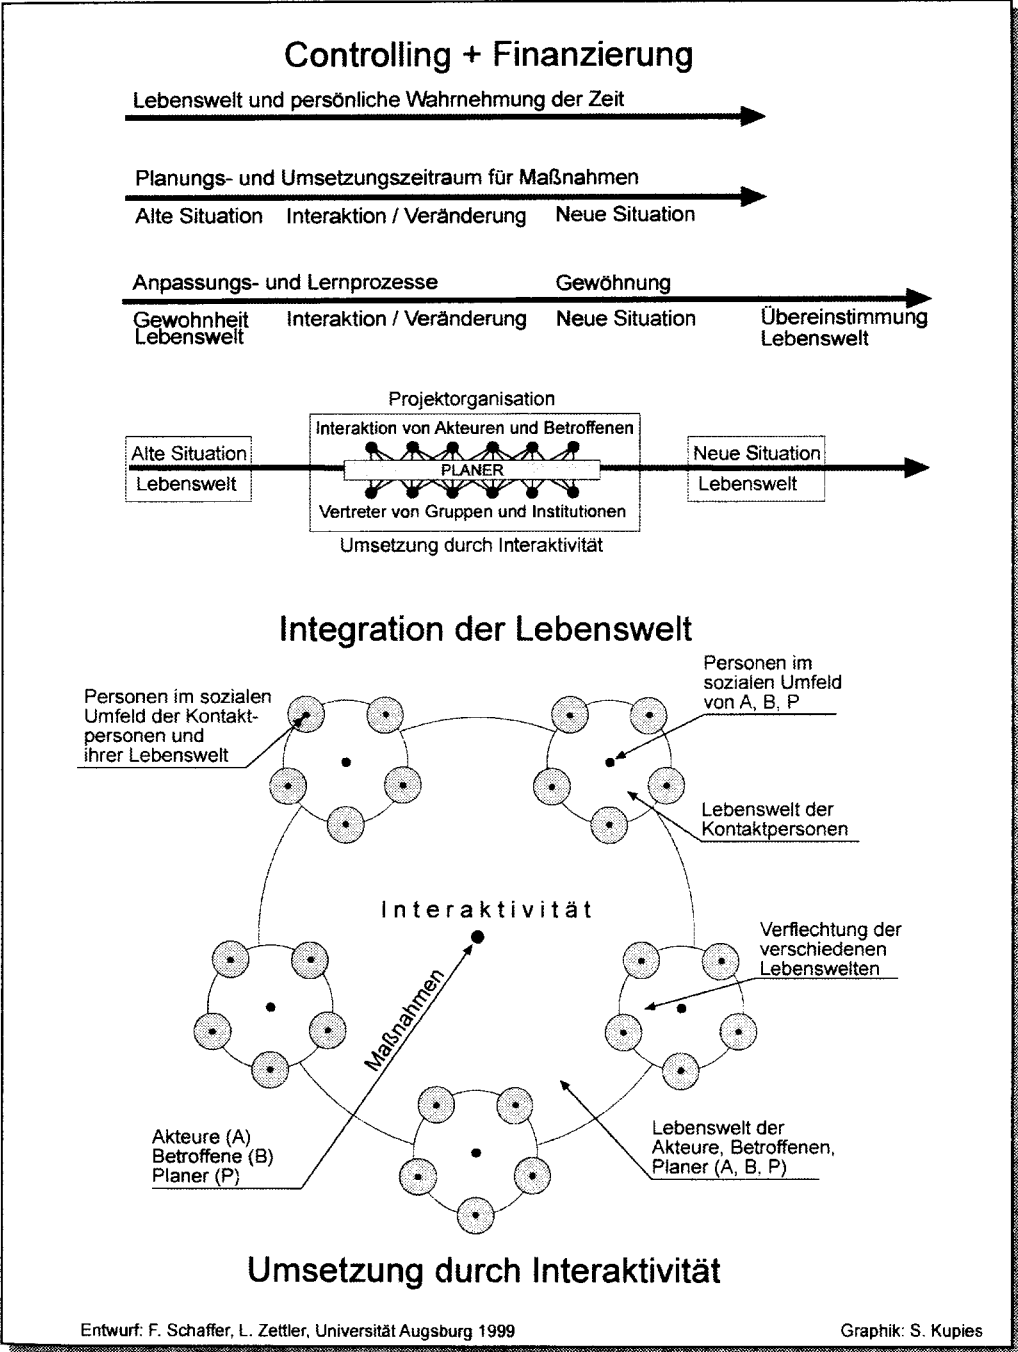 Controlling + Finanzierung
Lebenswelt und persönliche Wahrnehmung der Zeit
Planungs- und Umsetzungszeitraum für Maßnahmen
Alte Situation Interaktion / Veränderung Neue Situation
Anpassungs- und Lernprozesse Gewöhnung
Gewohnheit Interaktion / Veränderung Neue Situation Übereinstimmung
Lebenswelt Lebenswelt
Projektorganisation
Interaktion von Akteuren und Betroffenen
Alte Situation PLANER Neue Situation
Lebenswelt Lebenswelt
Vertreter von Gruppen und Institutionen
Umsetzung durch Interaktivität
Integration der Lebenswelt
Personen im sozialen
Umfeld der Kontakt-
personen und
ihrer Lebenswelt
Personen im
sozialen Umfeld
von A, B, P
Lebenswelt der
Kontaktpersonen
Interaktivität
Verflechtung der
verschiedenen
Lebenswelten
Maßnahmen
Akteure (A)
Betroffene (B)
Planer (P)
Lebenswelt der
Akteure, Betroffenen,
Planer (A, B, P)
Umsetzung durch Interaktivität
Entwurf: F. Schaffer, L. Zettler, Universität Augsburg 1999 Graphik: S. Kupies